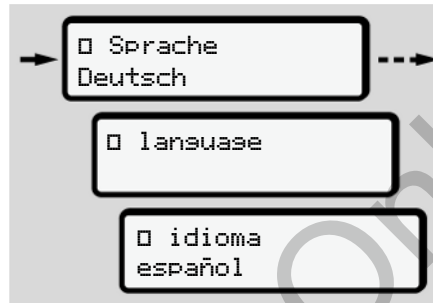 □ Sprache
Deutsch
□ language
□ idioma
español